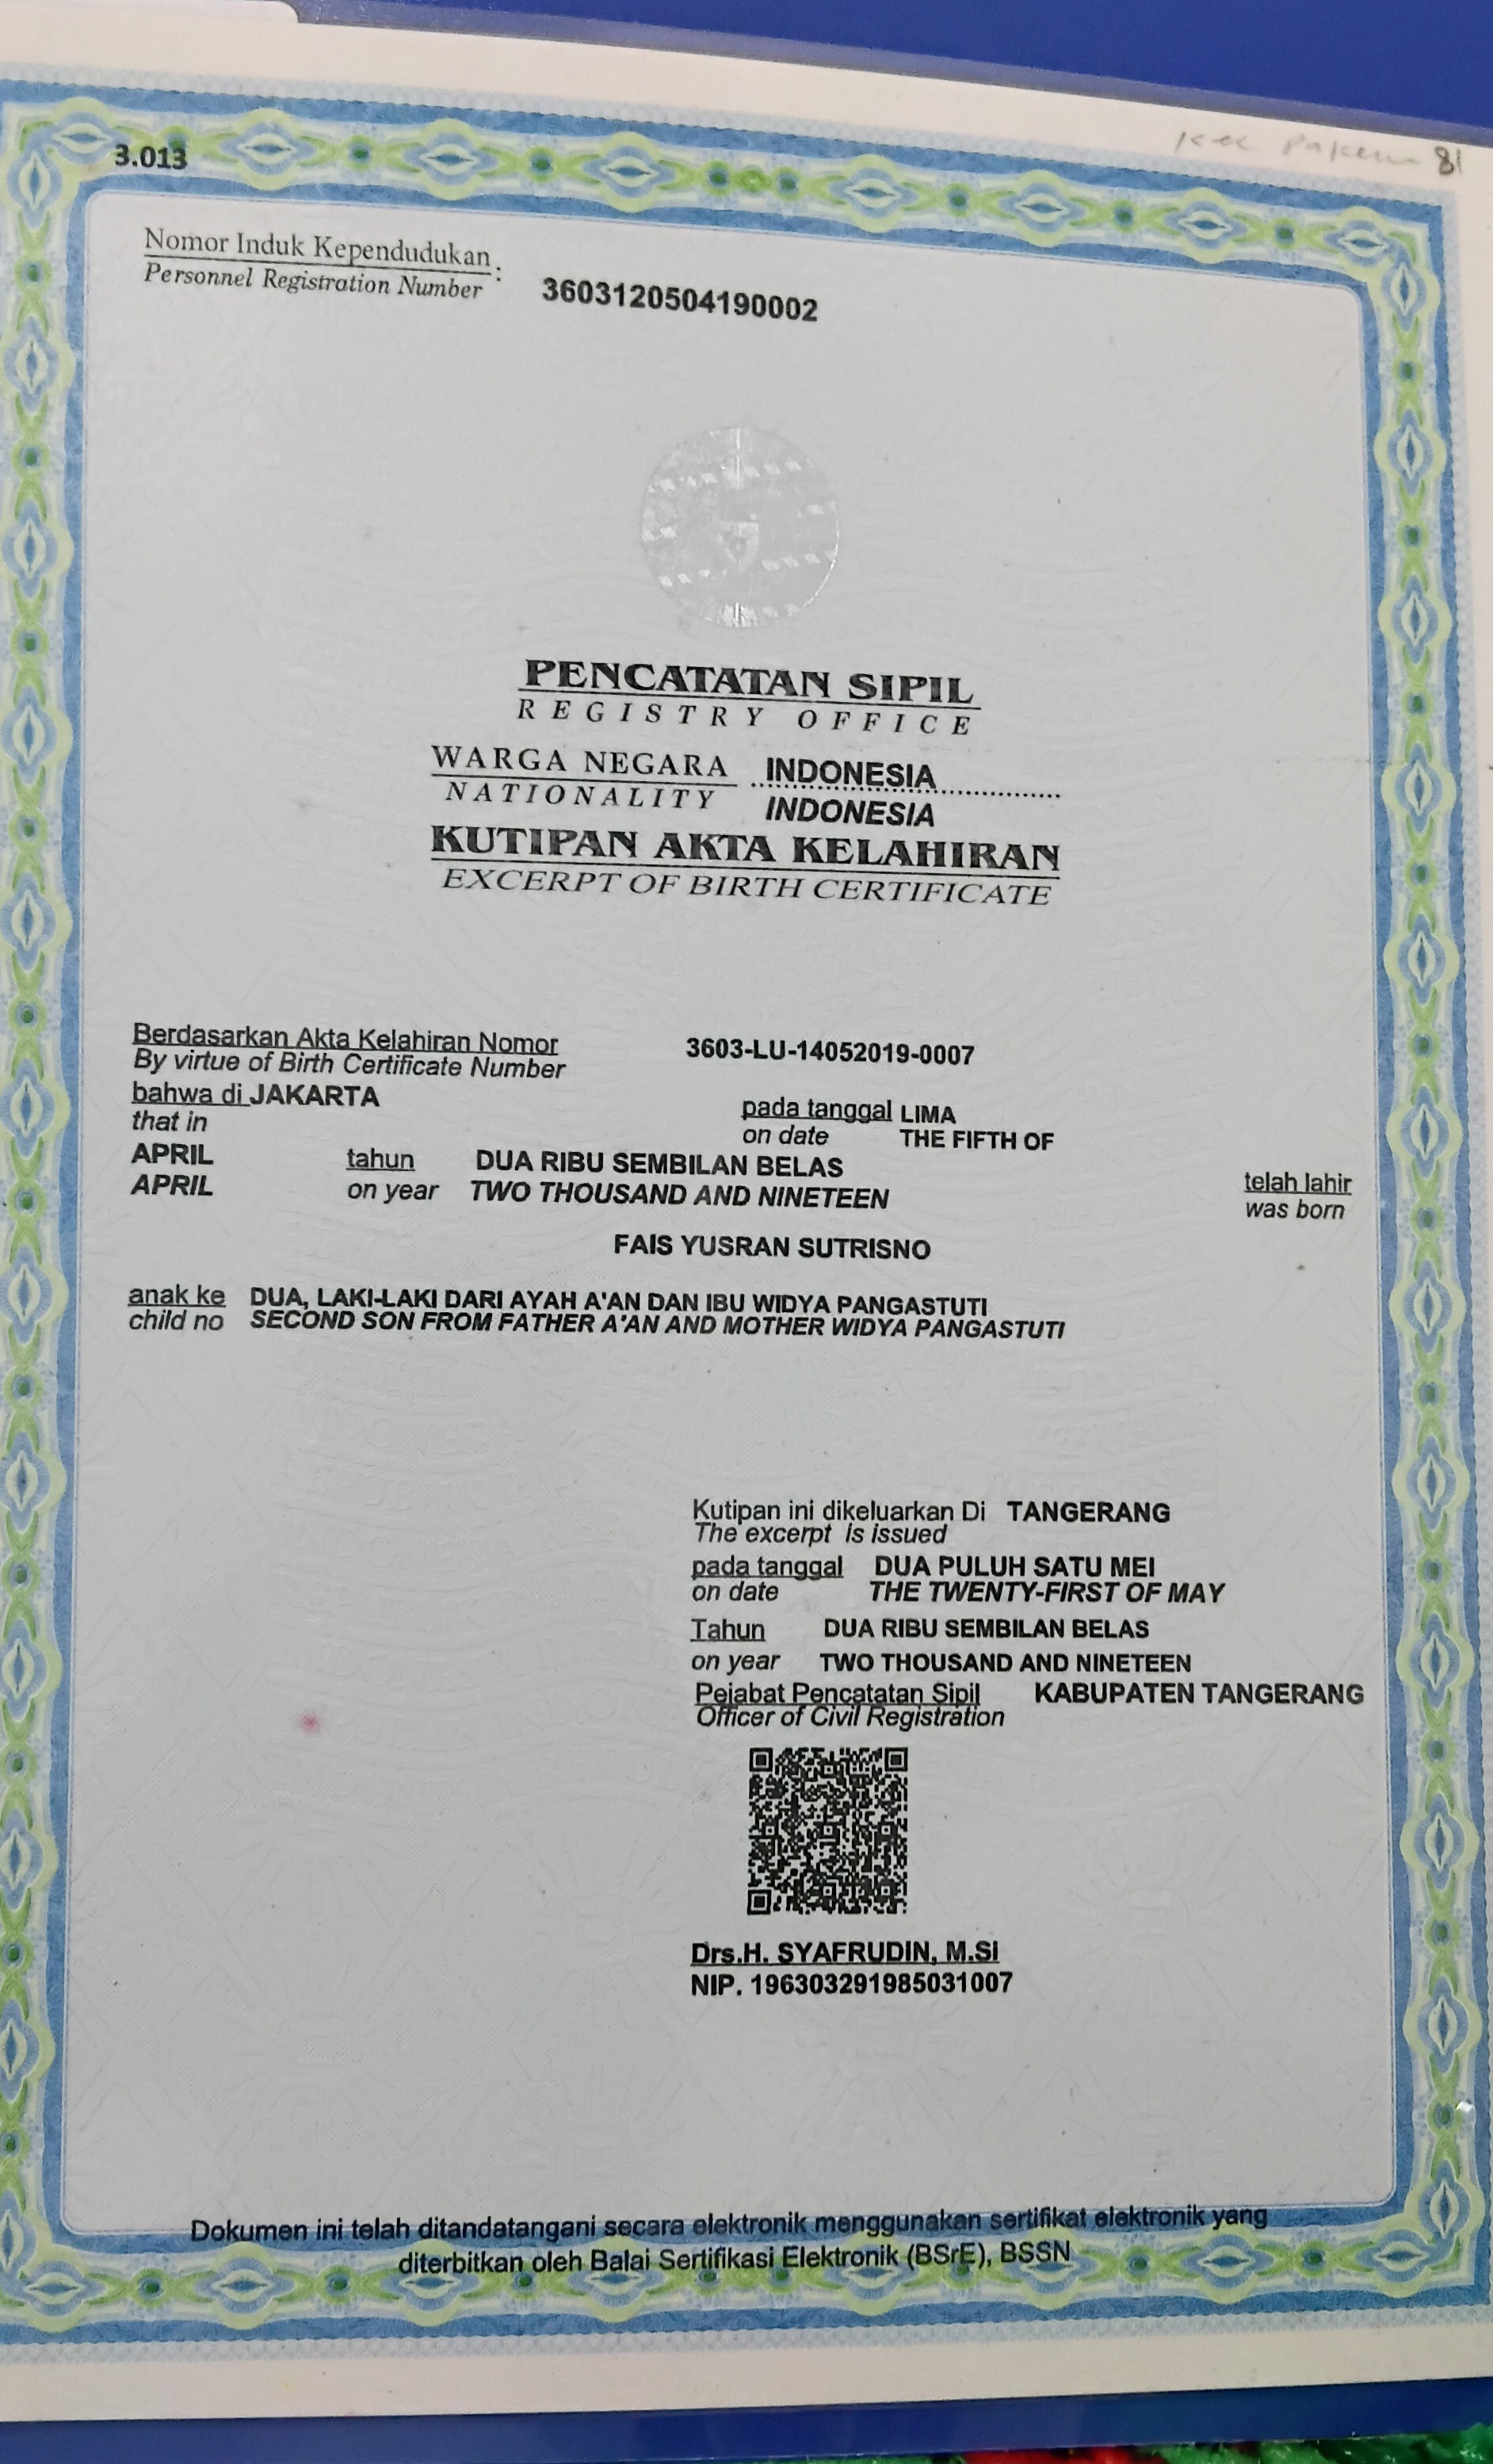 3.013
81
Nomor Induk Kependudukan
Personnel Registration Number : 3603120504190002
PENCATATAN SIPIL
REGISTRY OFFICE
WARGA NEGARA INDONESIA
NATIONALITY INDONESIA
KUTIPAN AKTA KELAHIRAN
EXCERPT OF BIRTH CERTIFICATE
Berdasarkan Akta Kelahiran Nomor 3603-LU-14052019-0007
By virtue of Birth Certificate Number
bahwa di JAKARTA pada tanggal LIMA
that in on date THE FIFTH OF
APRIL tahun DUA RIBU SEMBILAN BELAS telah lahir
APRIL on year TWO THOUSAND AND NINETEEN was born
FAIS YUSRAN SUTRISNO
anak ke DUA, LAKI-LAKI DARI AYAH A'AN DAN IBU WIDYA PANGASTUTI
child no SECOND SON FROM FATHER A'AN AND MOTHER WIDYA PANGASTUTI
Kutipan ini dikeluarkan Di TANGERANG
The excerpt is issued
pada tanggal DUA PULUH SATU MEI
on date THE TWENTY-FIRST OF MAY
Tahun DUA RIBU SEMBILAN BELAS
on year TWO THOUSAND AND NINETEEN
Pejabat Pencatatan Sipil KABUPATEN TANGERANG
Officer of Civil Registration
Drs.H. SYAFRUDIN, M.Si
NIP. 196303291985031007
Dokumen ini telah ditandatangani secara elektronik menggunakan sertifikat elektronik yang
diterbitkan oleh Balai Sertifikasi Elektronik (BSrE), BSSN